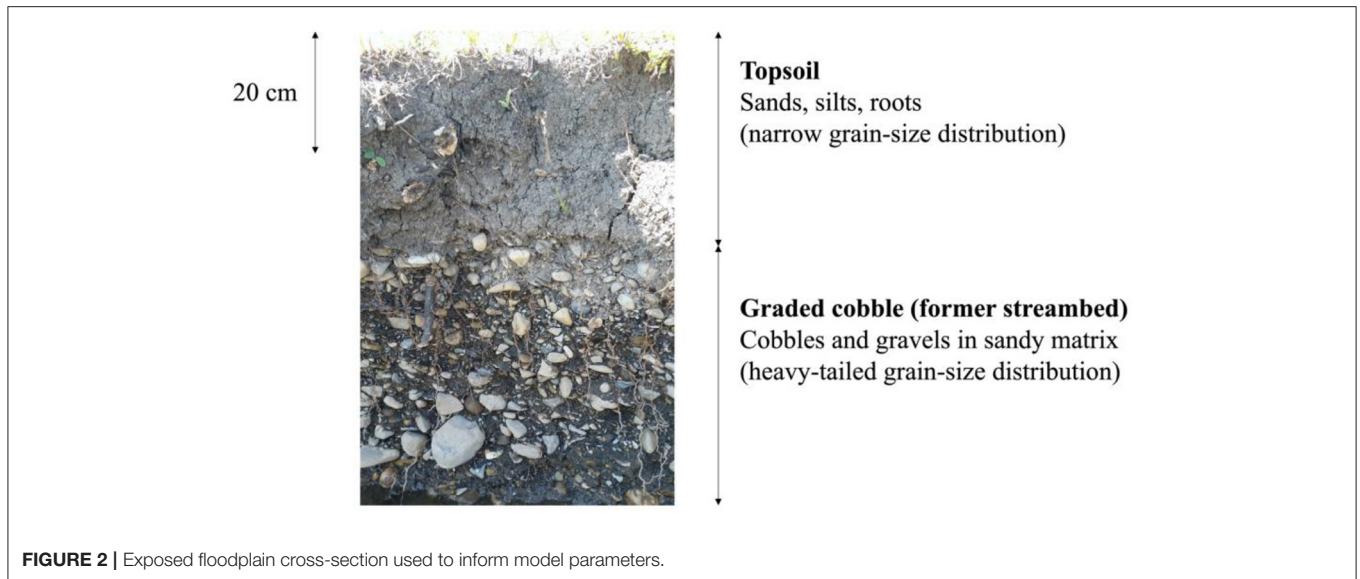 20 cm
Topsoil
Sands, silts, roots
(narrow grain-size distribution)
Graded cobble (former streambed)
Cobbles and gravels in sandy matrix
(heavy-tailed grain-size distribution)
FIGURE 2 | Exposed floodplain cross-section used to inform model parameters.